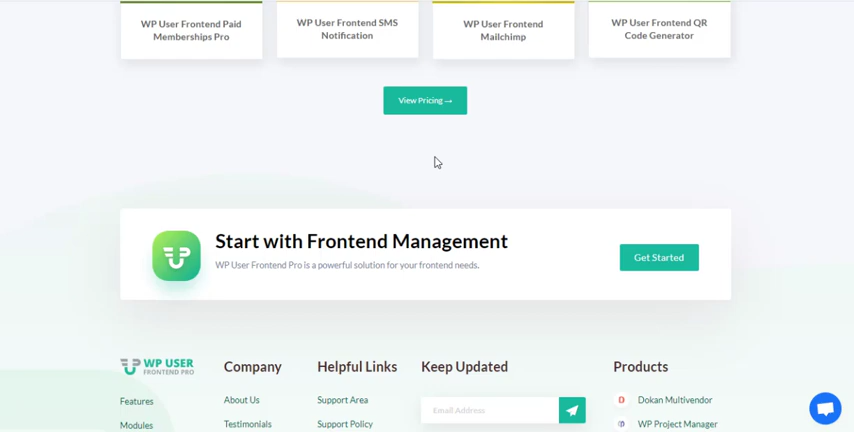 WP User Frontend Paid
Memberships Pro
WP User Frontend SMS
Notification
WP User Frontend
Mailchimp
WP User Frontend QR
Code Generator
View Pricing →
Start with Frontend Management
WP User Frontend Pro is a powerful solution for your frontend needs.
Get Started
WP USER
FRONTEND PRO
Features
Modules
Company
About Us
Testimonials
Helpful Links
Support Area
Support Policy
Keep Updated
Email Address
Products
Dokan Multivendor
WP Project Manager